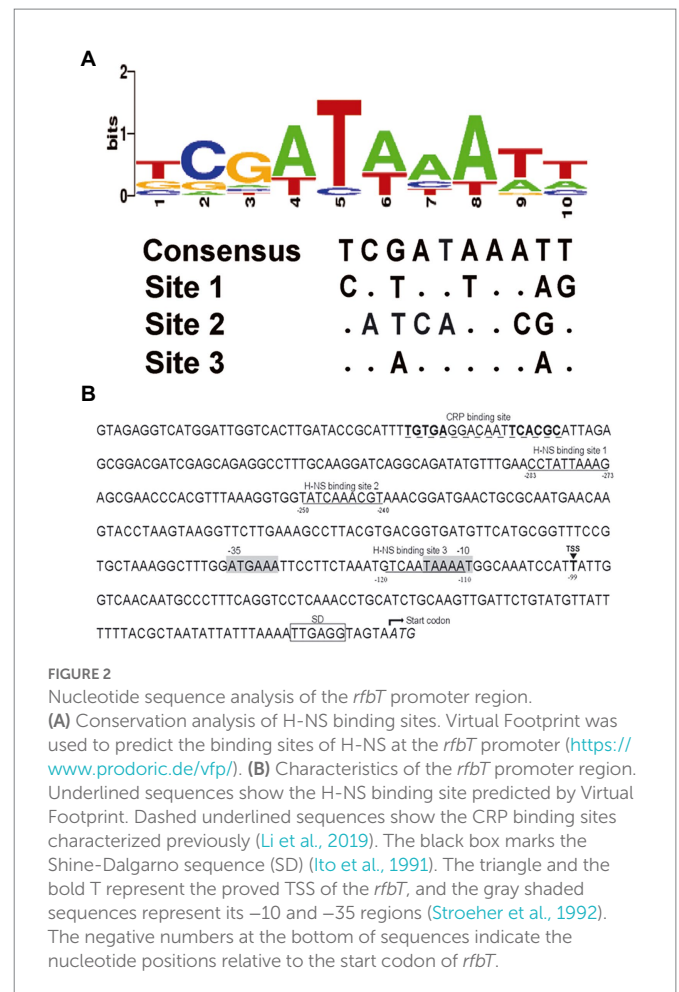 A
2
bits
1
0
T C G A T A A A T T
1 2 3 4 5 6 7 8 9 10
Consensus T C G A T A A A T T
Site 1 C . T . . T . . A G
Site 2 . A T C A . . C G .
Site 3 . . A . . . . . A .
B
CRP binding site
GTAGAGGTCATGGATTGGTCACTTGATACCGCATTTTGTGAGGACAATTCACGCATTAGA
H-NS binding site 1
GCGGACGATCGAGCAGAGGCCTTTGCAAGGATCAGGCAGATATGTTTGAACCTATTAAAG
-283 -273
H-NS binding site 2
AGCGAACCCACGTTTAAAGGTGGTATCAAACGTAAACGGATGAACTGCGCAATGAACAA
-250 -240
GTACCTAAGTAAGGTTCTTGAAAGCCTTACGTGACGGTGATGTTCATGCGGTTTCCG
-35 H-NS binding site 3 -10 TSS
TGCTAAAGGCTTTGGATGAAATTCCTTCTAAATGTCAATAAAATGGCAAATCCATTATTG
-120 -110 -99
GTCAACAATGCCCTTTCAGGTCCTCAAACCTGCATCTGCAAGTTGATTCTGTATGTTATT
SD Start codon
TTTTACGCTAATATTATTTAAAATTGAGGTAGTAATG
FIGURE 2
Nucleotide sequence analysis of the rfbT promoter region.
(A) Conservation analysis of H-NS binding sites. Virtual Footprint was
used to predict the binding sites of H-NS at the rfbT promoter (https://
www.prodoric.de/vfp/). (B) Characteristics of the rfbT promoter region.
Underlined sequences show the H-NS binding site predicted by Virtual
Footprint. Dashed underlined sequences show the CRP binding sites
characterized previously (Li et al., 2019). The black box marks the
Shine-Dalgarno sequence (SD) (Ito et al., 1991). The triangle and the
bold T represent the proved TSS of the rfbT, and the gray shaded
sequences represent its −10 and −35 regions (Stroeher et al., 1992).
The negative numbers at the bottom of sequences indicate the
nucleotide positions relative to the start codon of rfbT.